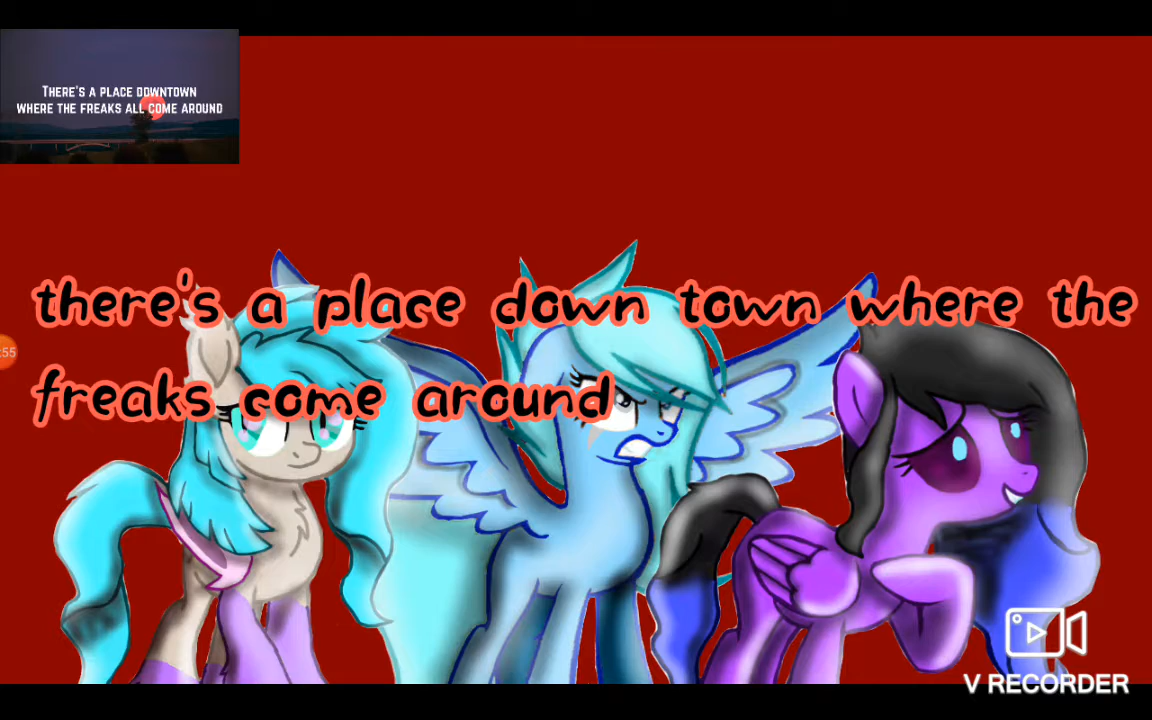 THERE'S A PLACE DOWNTOWN
WHERE THE FREAKS ALL COME AROUND
there's a place down town where the
freaks come around
:55
V RECORDER